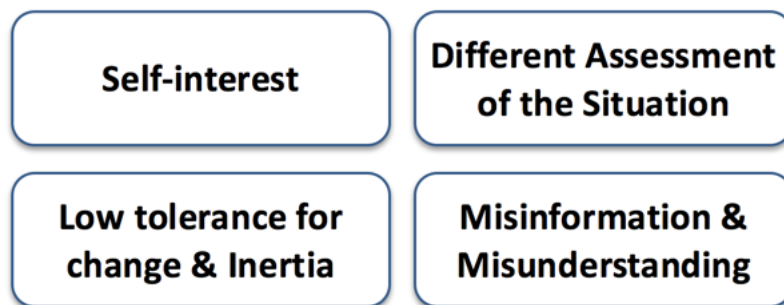 Self-interest
Different Assessment
of the Situation
Low tolerance for
change & Inertia
Misinformation &
Misunderstanding